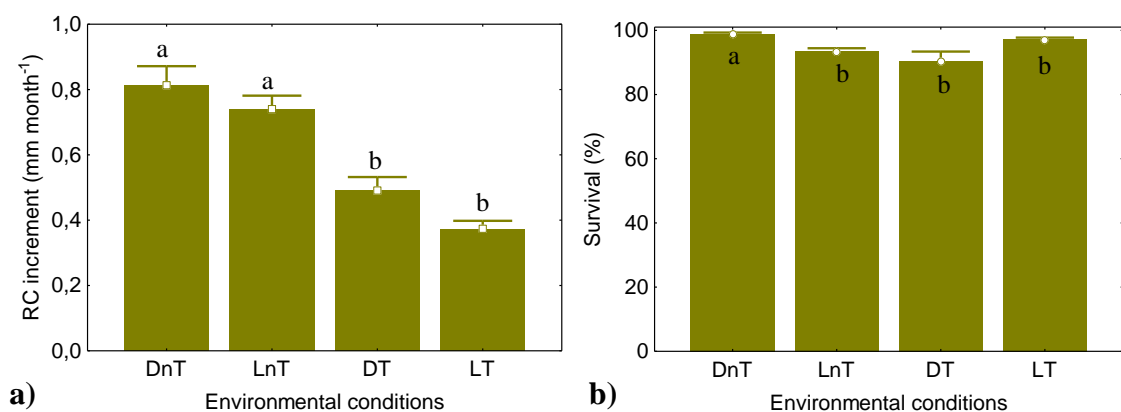 1,0
0,8
0,6
0,4
0,2
0,0
RC increment (mm month-1)
a
a
b
b
DnT LnT DT LT
Environmental conditions
a)
100
80
60
40
20
0
Survival (%)
a
b
b
b
DnT LnT DT LT
Environmental conditions
b)